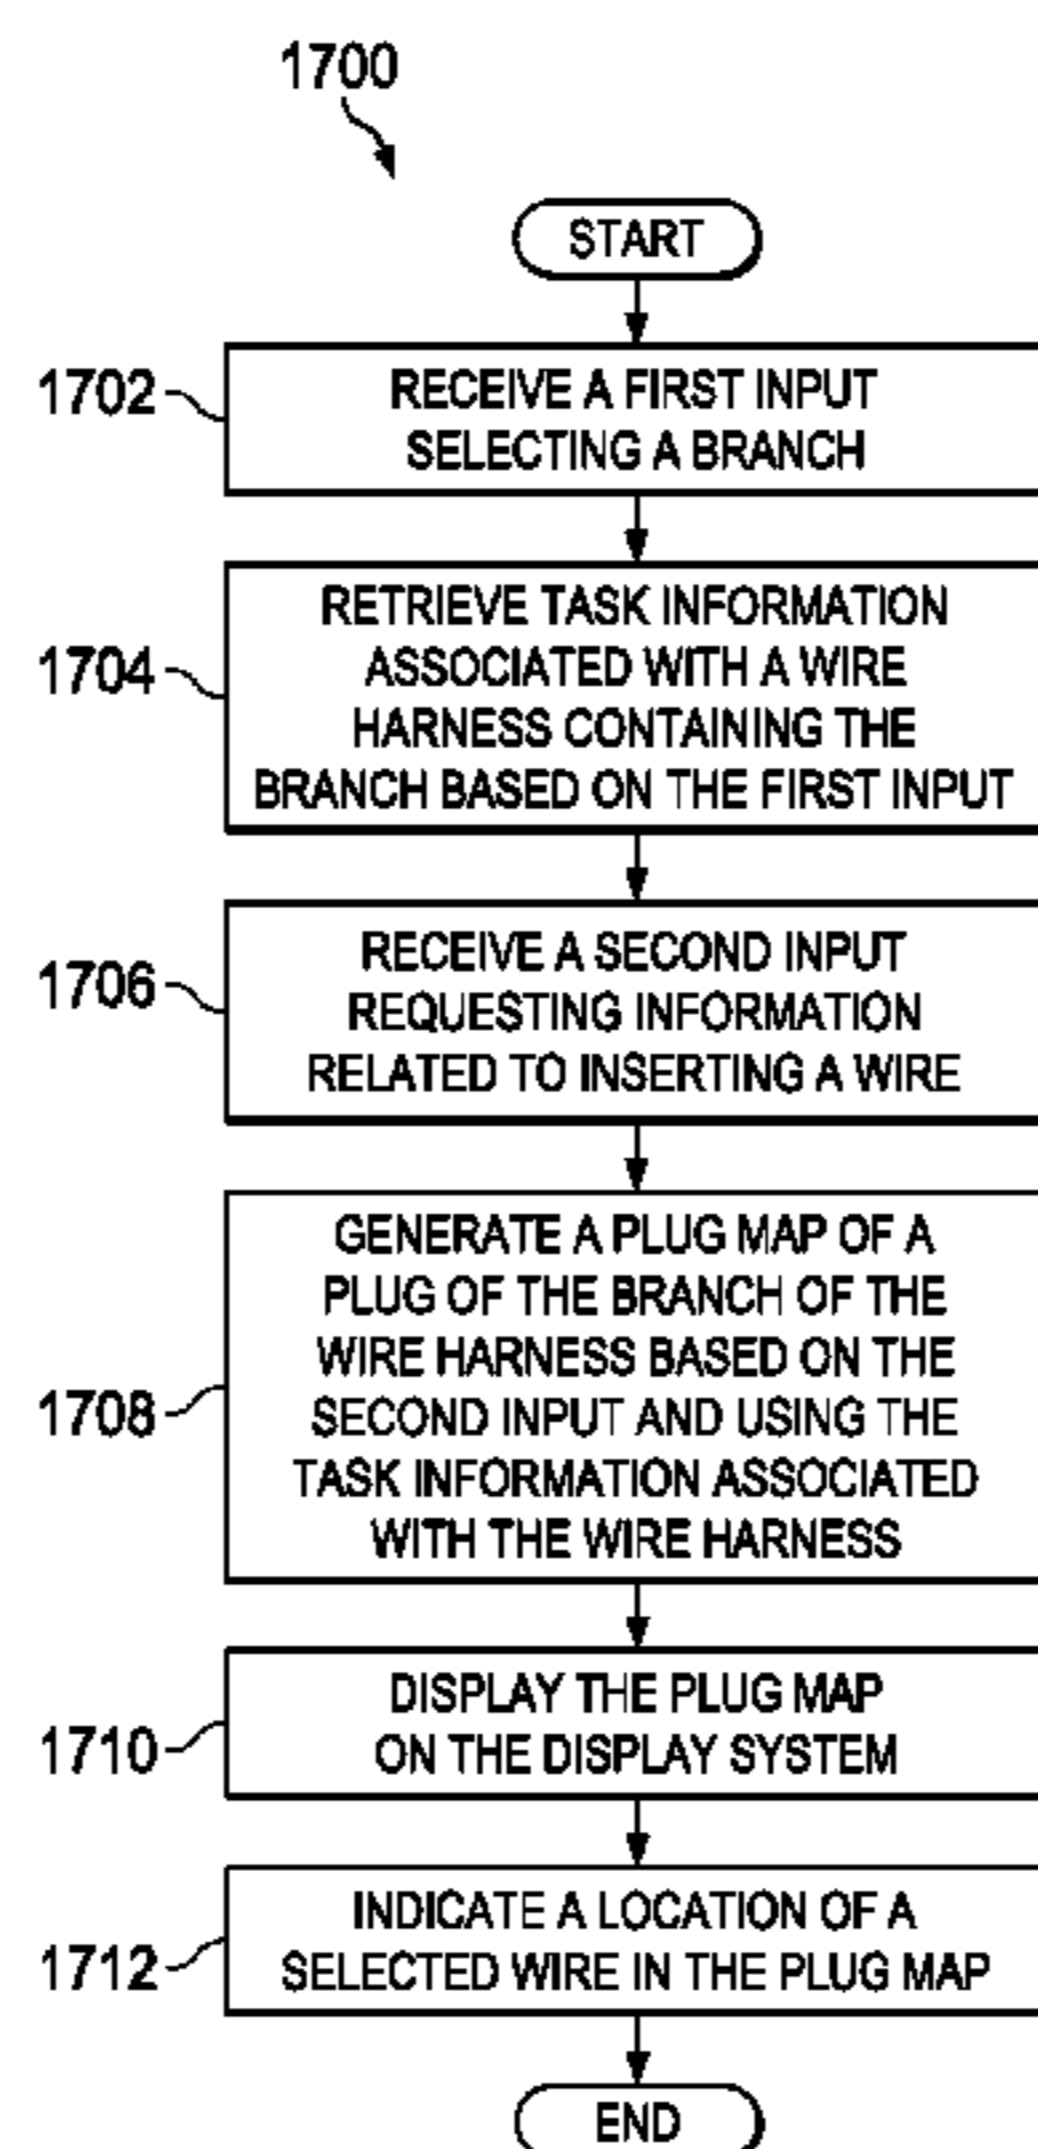 1700
START
1702
RECEIVE A FIRST INPUT
SELECTING A BRANCH
1704
RETRIEVE TASK INFORMATION
ASSOCIATED WITH A WIRE
HARNESS CONTAINING THE
BRANCH BASED ON THE FIRST INPUT
1706
RECEIVE A SECOND INPUT
REQUESTING INFORMATION
RELATED TO INSERTING A WIRE
1708
GENERATE A PLUG MAP OF A
PLUG OF THE BRANCH OF THE
WIRE HARNESS BASED ON THE
SECOND INPUT AND USING THE
TASK INFORMATION ASSOCIATED
WITH THE WIRE HARNESS
1710
DISPLAY THE PLUG MAP
ON THE DISPLAY SYSTEM
1712
INDICATE A LOCATION OF A
SELECTED WIRE IN THE PLUG MAP
END